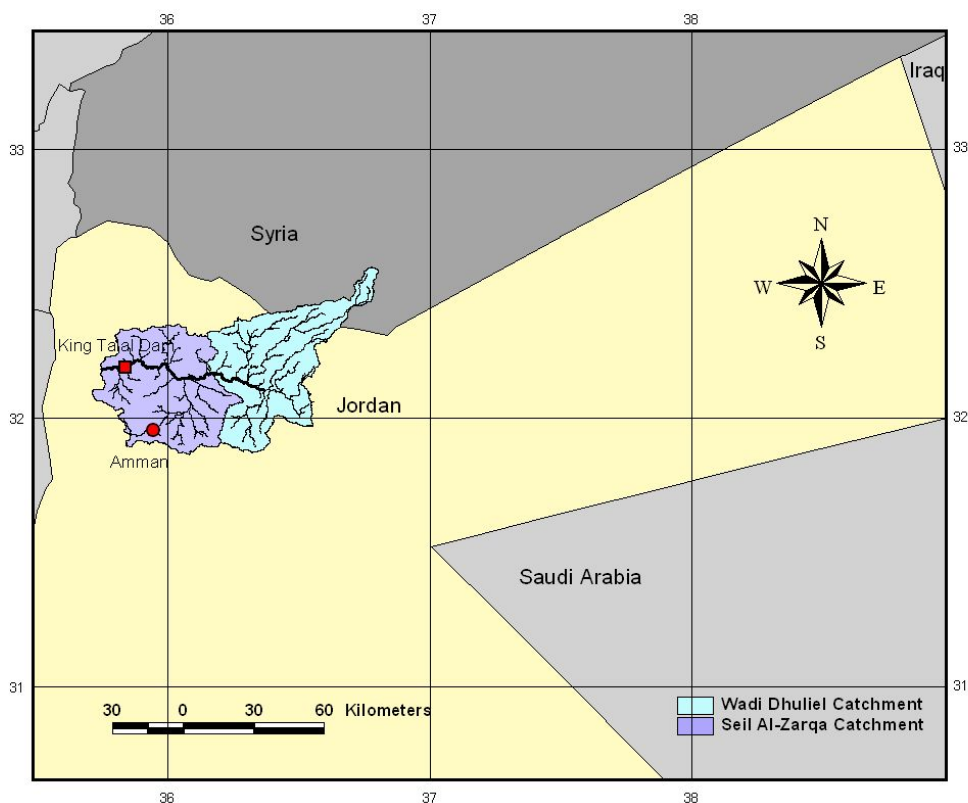 36 37 38
Iraq
33 33
Syria
N
W E
S
King Talal Dam
32 Jordan 32
Amman
Saudi Arabia
31 31
30 0 30 60 Kilometers
Wadi Dhuliel Catchment
Seil Al-Zarqa Catchment
36 37 38